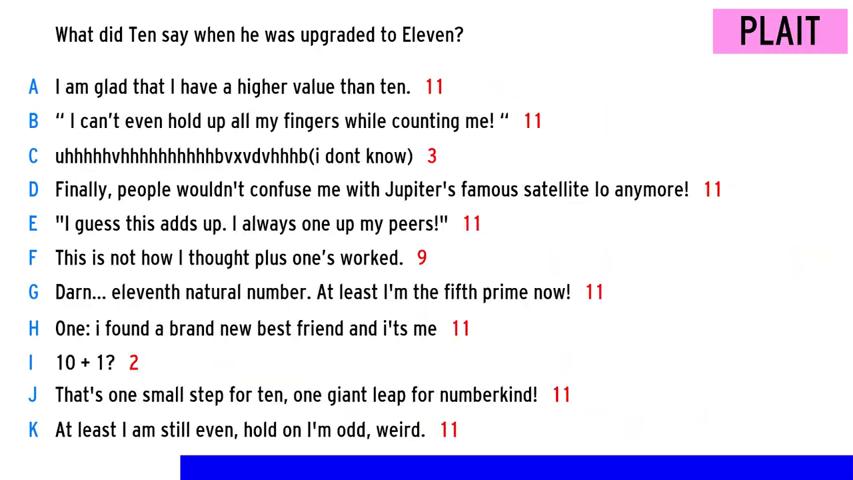 What did Ten say when he was upgraded to Eleven?
PLAIT
A I am glad that I have a higher value than ten. 11
B “ I can’t even hold up all my fingers while counting me! “ 11
C uhhhhhvhhhhhhhhhhbvxvdvhhhb(i dont know) 3
D Finally, people wouldn't confuse me with Jupiter's famous satellite Io anymore! 11
E "I guess this adds up. I always one up my peers!" 11
F This is not how I thought plus one’s worked. 9
G Darn... eleventh natural number. At least I'm the fifth prime now! 11
H One: i found a brand new best friend and i'ts me 11
I 10 + 1? 2
J That's one small step for ten, one giant leap for numberkind! 11
K At least I am still even, hold on I'm odd, weird. 11